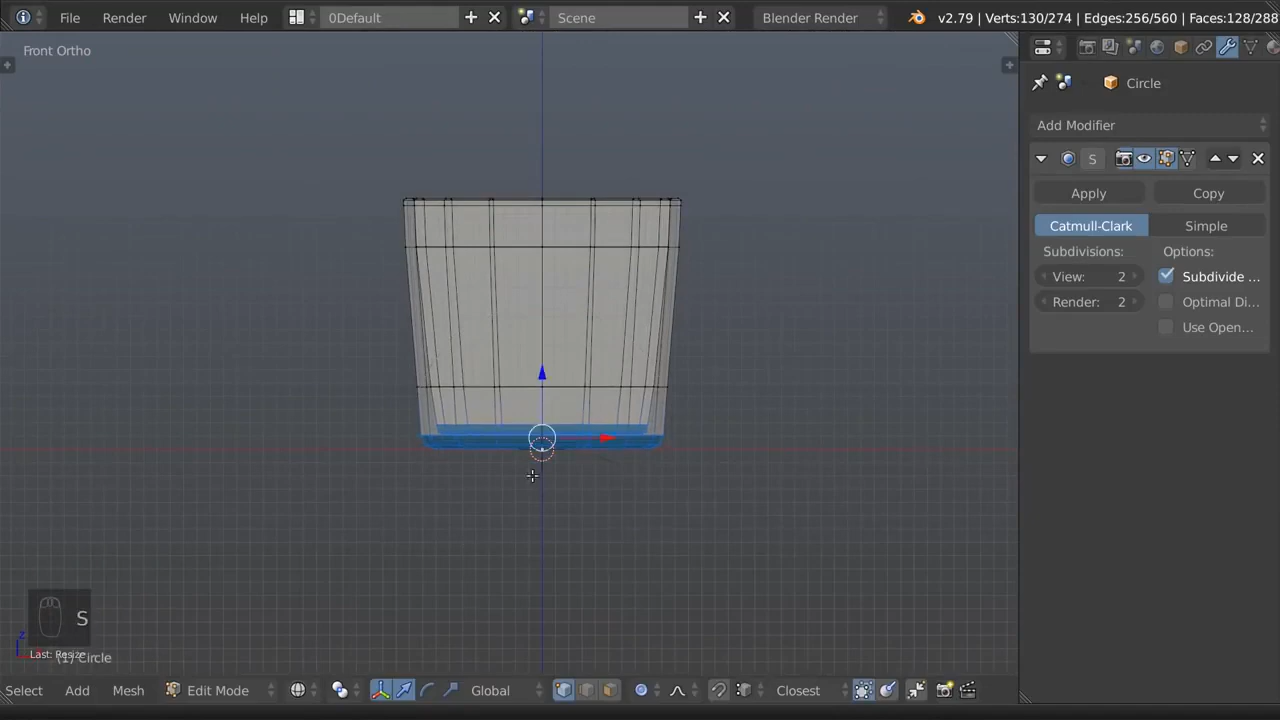 File Render Window Help 0Default Scene Blender Render v2.79 | Verts:130/274 | Edges:256/560 | Faces:128/288
Front Ortho
Circle
Add Modifier
S
Apply Copy
Catmull-Clark Simple
Subdivisions: Options:
View: 2 Subdivide ...
Render: 2 Optimal Di...
Use Open...
S
z
Last: Resize
(1) Circle
Select Add Mesh Edit Mode Global Closest